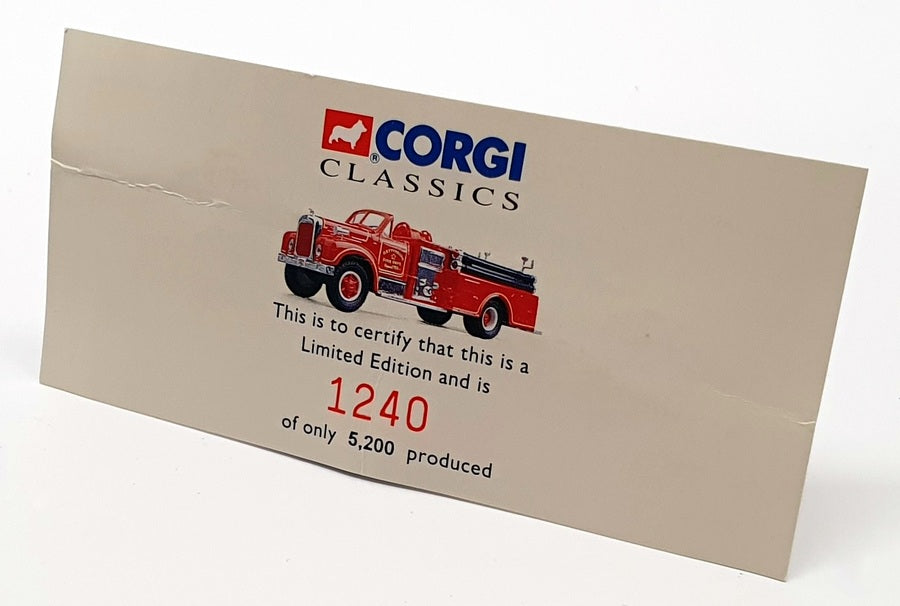 ® CORGI
CLASSICS
This is to certify that this is a
Limited Edition and is
1240
of only 5,200 produced